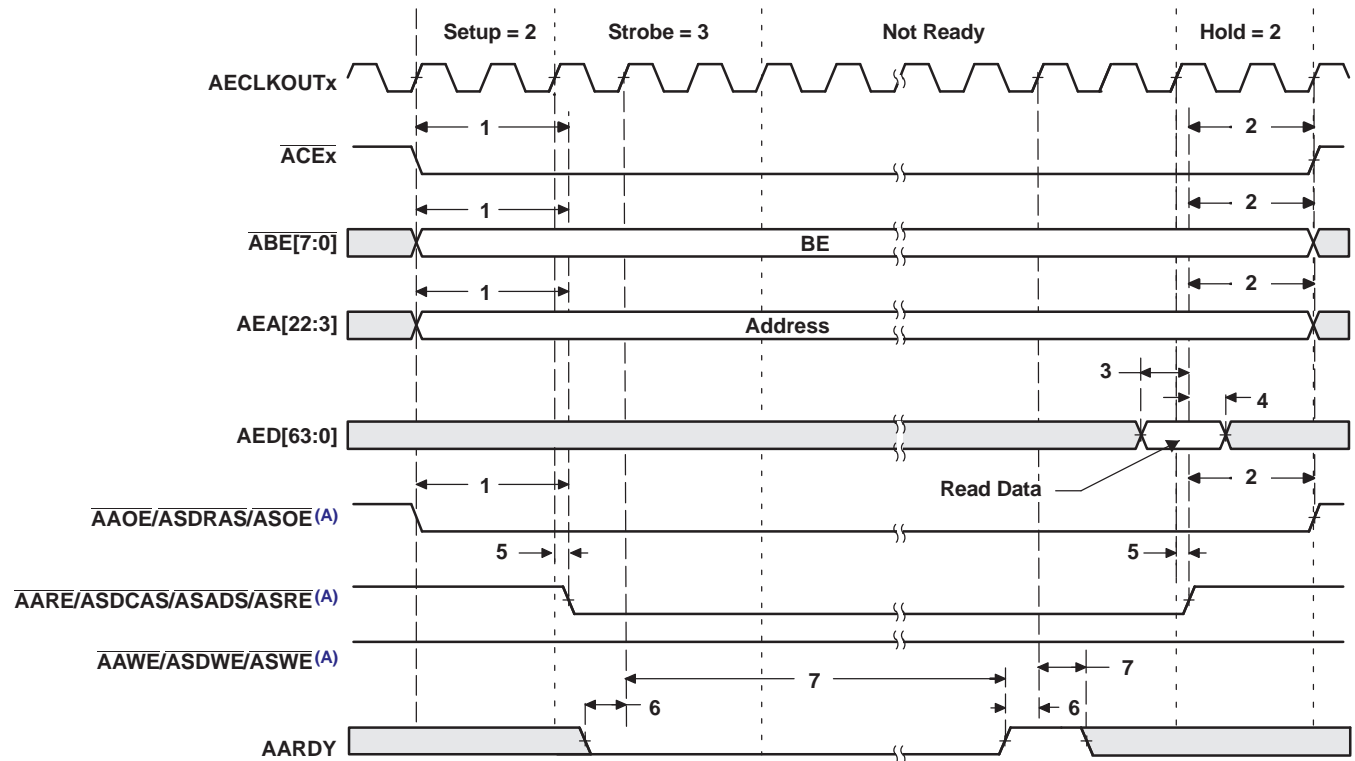 Setup = 2 Strobe = 3 Not Ready Hold = 2
AECLKOUTx
1 2
ACEx
1 2
ABE[7:0] BE
1 2
AEA[22:3] Address
3
4
AED[63:0]
1 Read Data 2
AAOE/ASDRAS/ASOE (A)
5 5
AARE/ASDCAS/ASADS/ASRE (A)
AAWE/ASDWE/ASWE (A)
7 7
6 6
AARDY